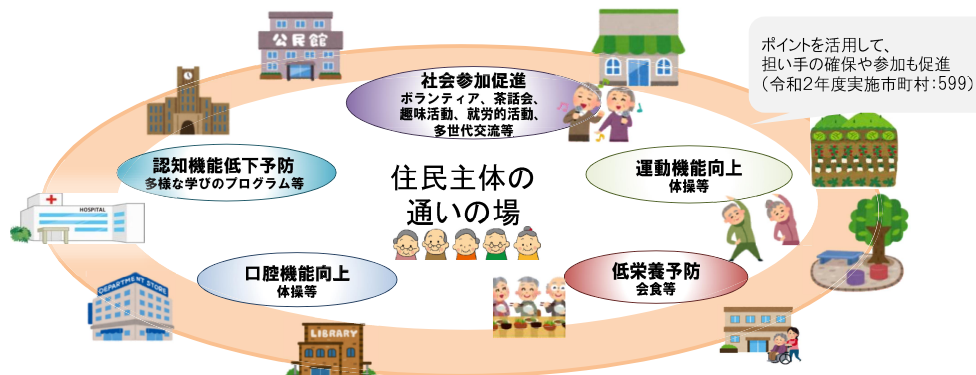 公民館
ポイントを活用して、
担い手の確保や参加も促進
（令和2年度実施市町村:599）
社会参加促進
ボランティア、茶話会、
趣味活動、就労的活動、
多世代交流等
認知機能低下予防
多様な学びのプログラム等
運動機能向上
体操等
住民主体の
通いの場
HOSPITAL
口腔機能向上
体操等
低栄養予防
会食等
DEPARTMENT STORE
LIBRARY